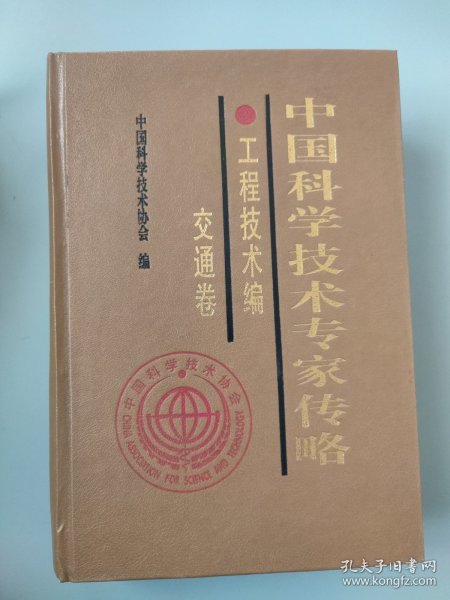 中国科学技术专家传略
工程技术编
交通卷
中国科学技术协会 编
中国科学技术协会
CHINA ASSOCIATION FOR SCIENCE AND TECHNOLOGY
孔夫子旧书网
www.kongfz.com